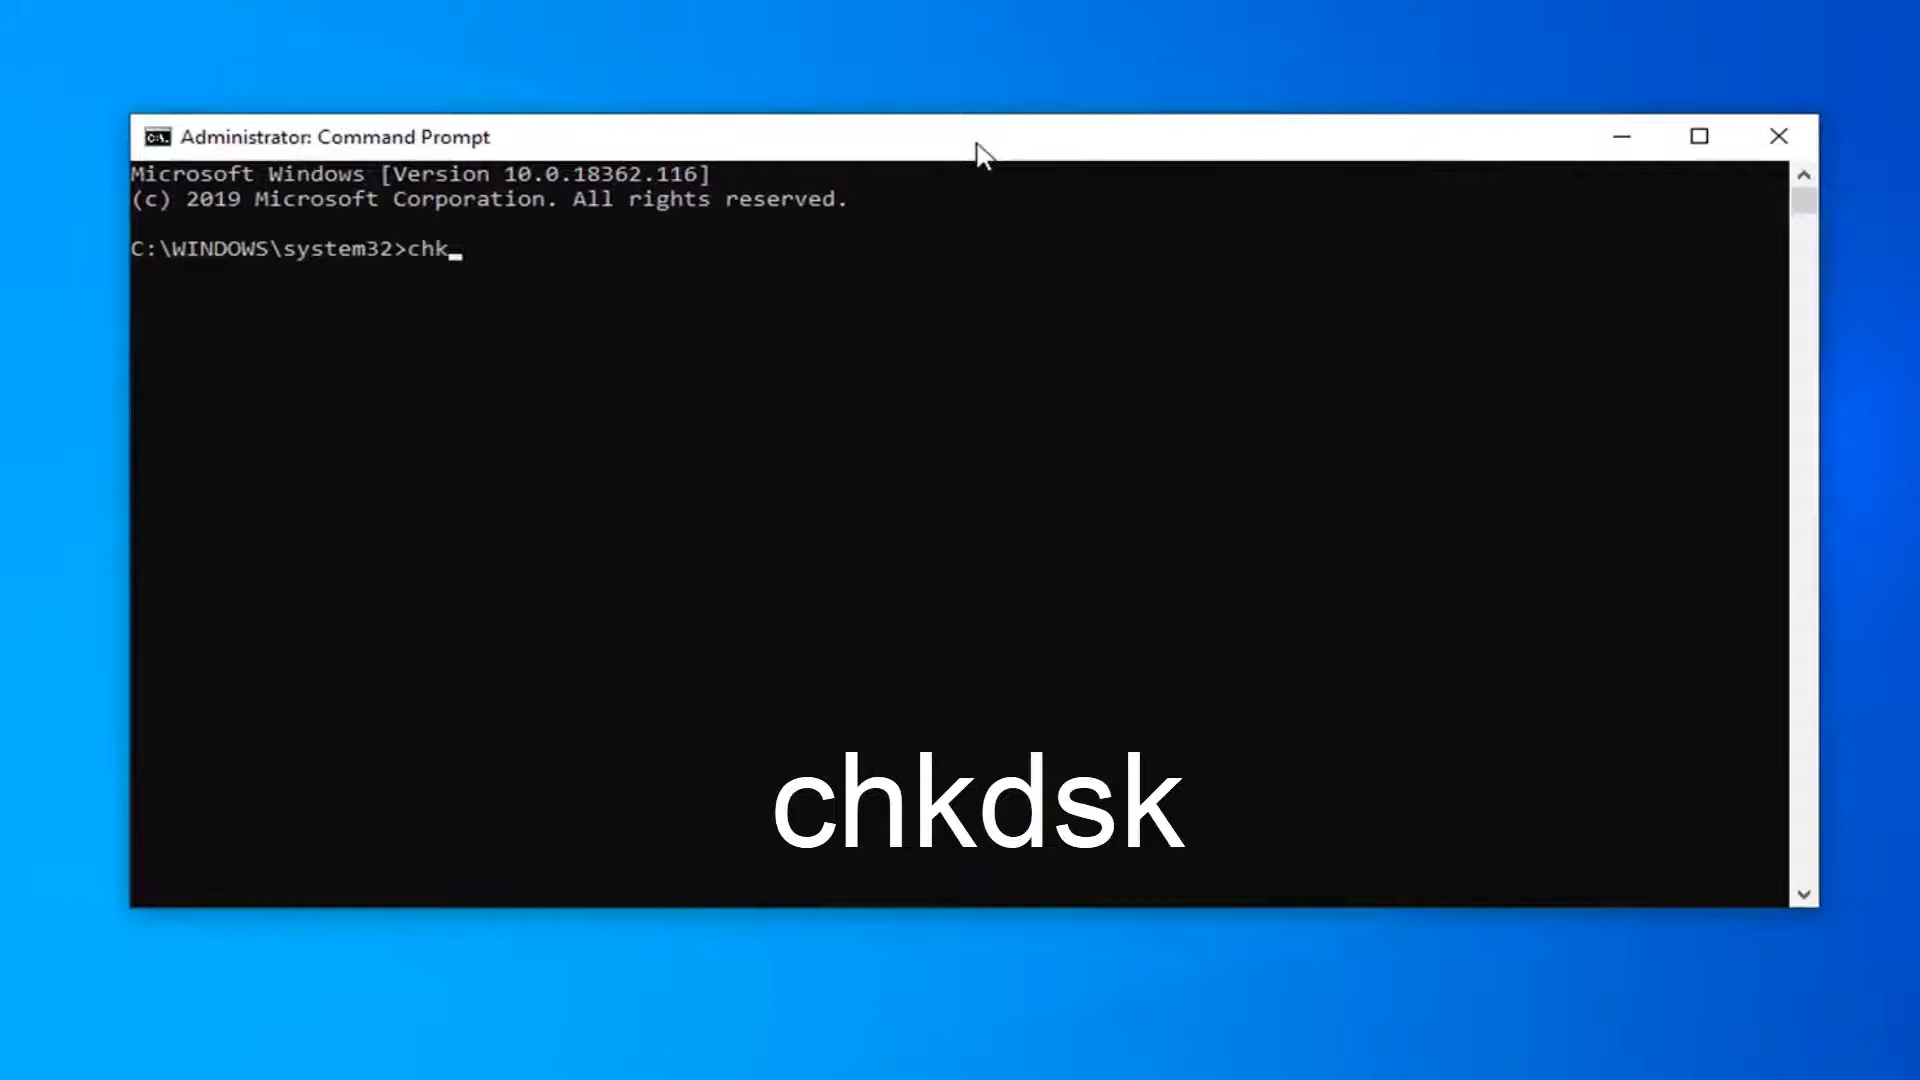 Administrator: Command Prompt
Microsoft Windows [Version 10.0.18362.116]
(c) 2019 Microsoft Corporation. All rights reserved.
C:\WINDOWS\system32>chk
chkdsk